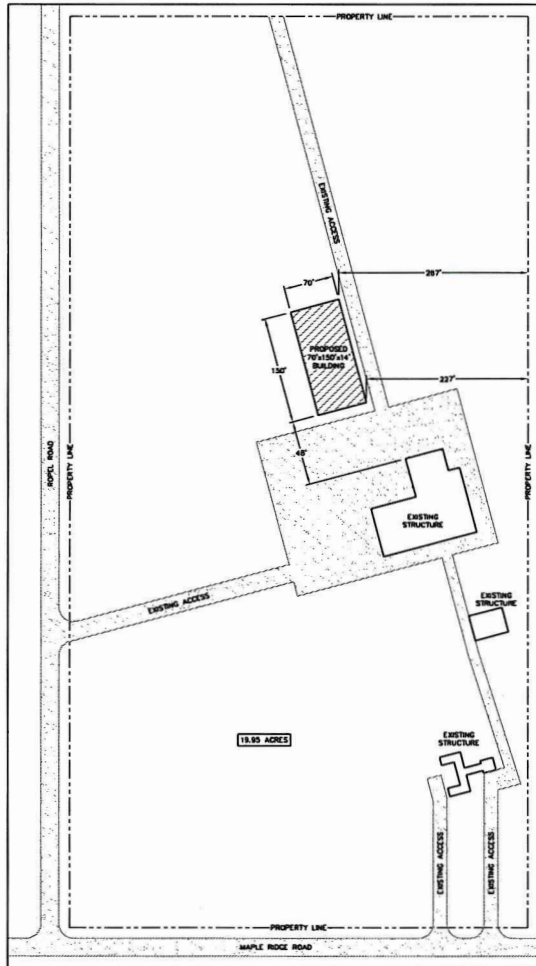 PROPERTY LINE
EXISTING ACCESS
267'
70'
PROPOSED
70'x150'x14'
BUILDING
150'
227'
45'
ROPEL ROAD
PROPERTY LINE
PROPERTY LINE
EXISTING
STRUCTURE
EXISTING ACCESS
EXISTING
STRUCTURE
19.95 ACRES
EXISTING
STRUCTURE
EXISTING ACCESS
EXISTING ACCESS
PROPERTY LINE
MAPLE RIDGE ROAD